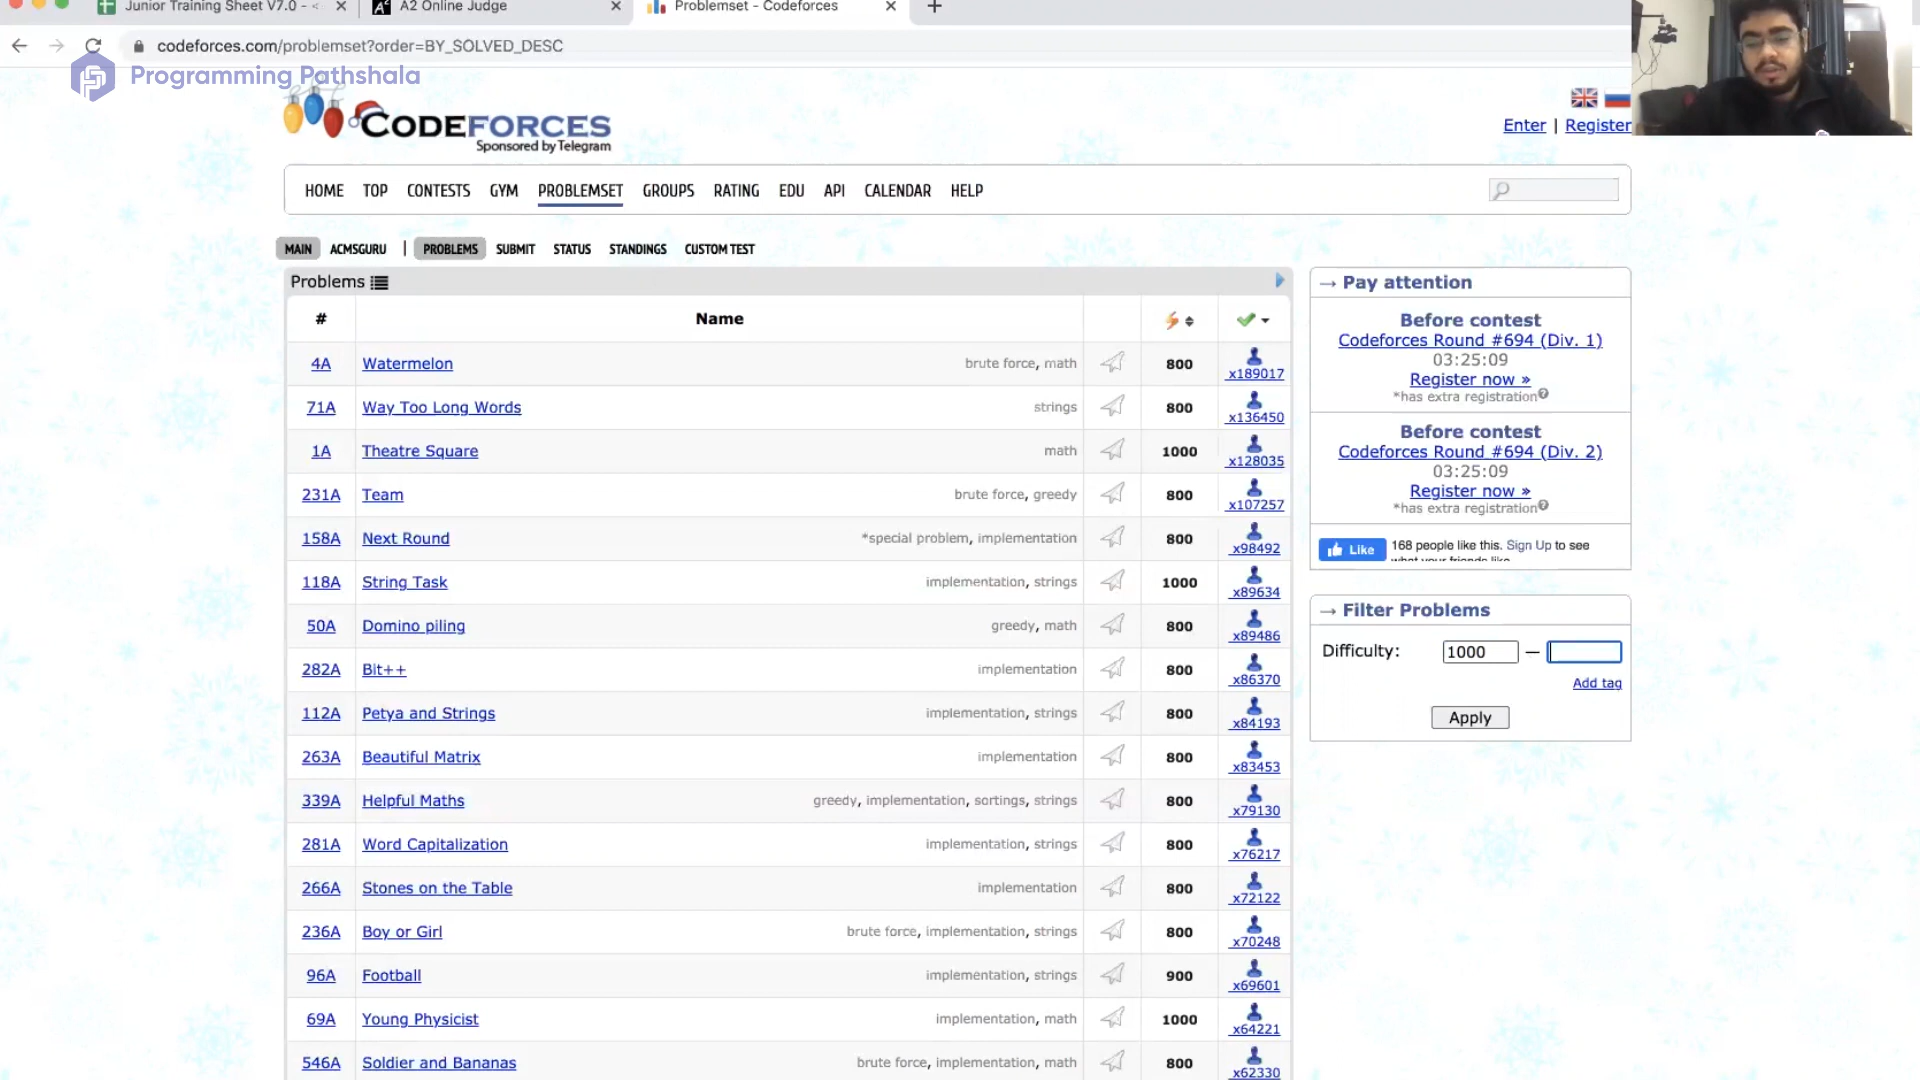 Junior Training Sheet V7.0 - <
A2 Online Judge
Problemset - Codeforces
codeforces.com/problemset?order=BY_SOLVED_DESC
Programming Pathshala
CODEFORCES
Sponsored by Telegram
Enter | Register
HOME TOP CONTESTS GYM PROBLEMSET GROUPS RATING EDU API CALENDAR HELP
MAIN ACMSGURU | PROBLEMS SUBMIT STATUS STANDINGS CUSTOM TEST
Problems
# Name
4A Watermelon brute force, math 800 x189017
71A Way Too Long Words strings 800 x136450
1A Theatre Square math 1000 x128035
231A Team brute force, greedy 800 x107257
158A Next Round *special problem, implementation 800 x98492
118A String Task implementation, strings 1000 x89634
50A Domino piling greedy, math 800 x89486
282A Bit++ implementation 800 x86370
112A Petya and Strings implementation, strings 800 x84193
263A Beautiful Matrix implementation 800 x83453
339A Helpful Maths greedy, implementation, sortings, strings 800 x79130
281A Word Capitalization implementation, strings 800 x76217
266A Stones on the Table implementation 800 x72122
236A Boy or Girl brute force, implementation, strings 800 x70248
96A Football implementation, strings 900 x69601
69A Young Physicist implementation, math 1000 x64221
546A Soldier and Bananas brute force, implementation, math 800 x62330
→ Pay attention
Before contest
Codeforces Round #694 (Div. 1)
03:25:09
Register now »
*has extra registration
Before contest
Codeforces Round #694 (Div. 2)
03:25:09
Register now »
*has extra registration
Like 168 people like this. Sign Up to see
what your friends like.
→ Filter Problems
Difficulty: 1000 —
Add tag
Apply